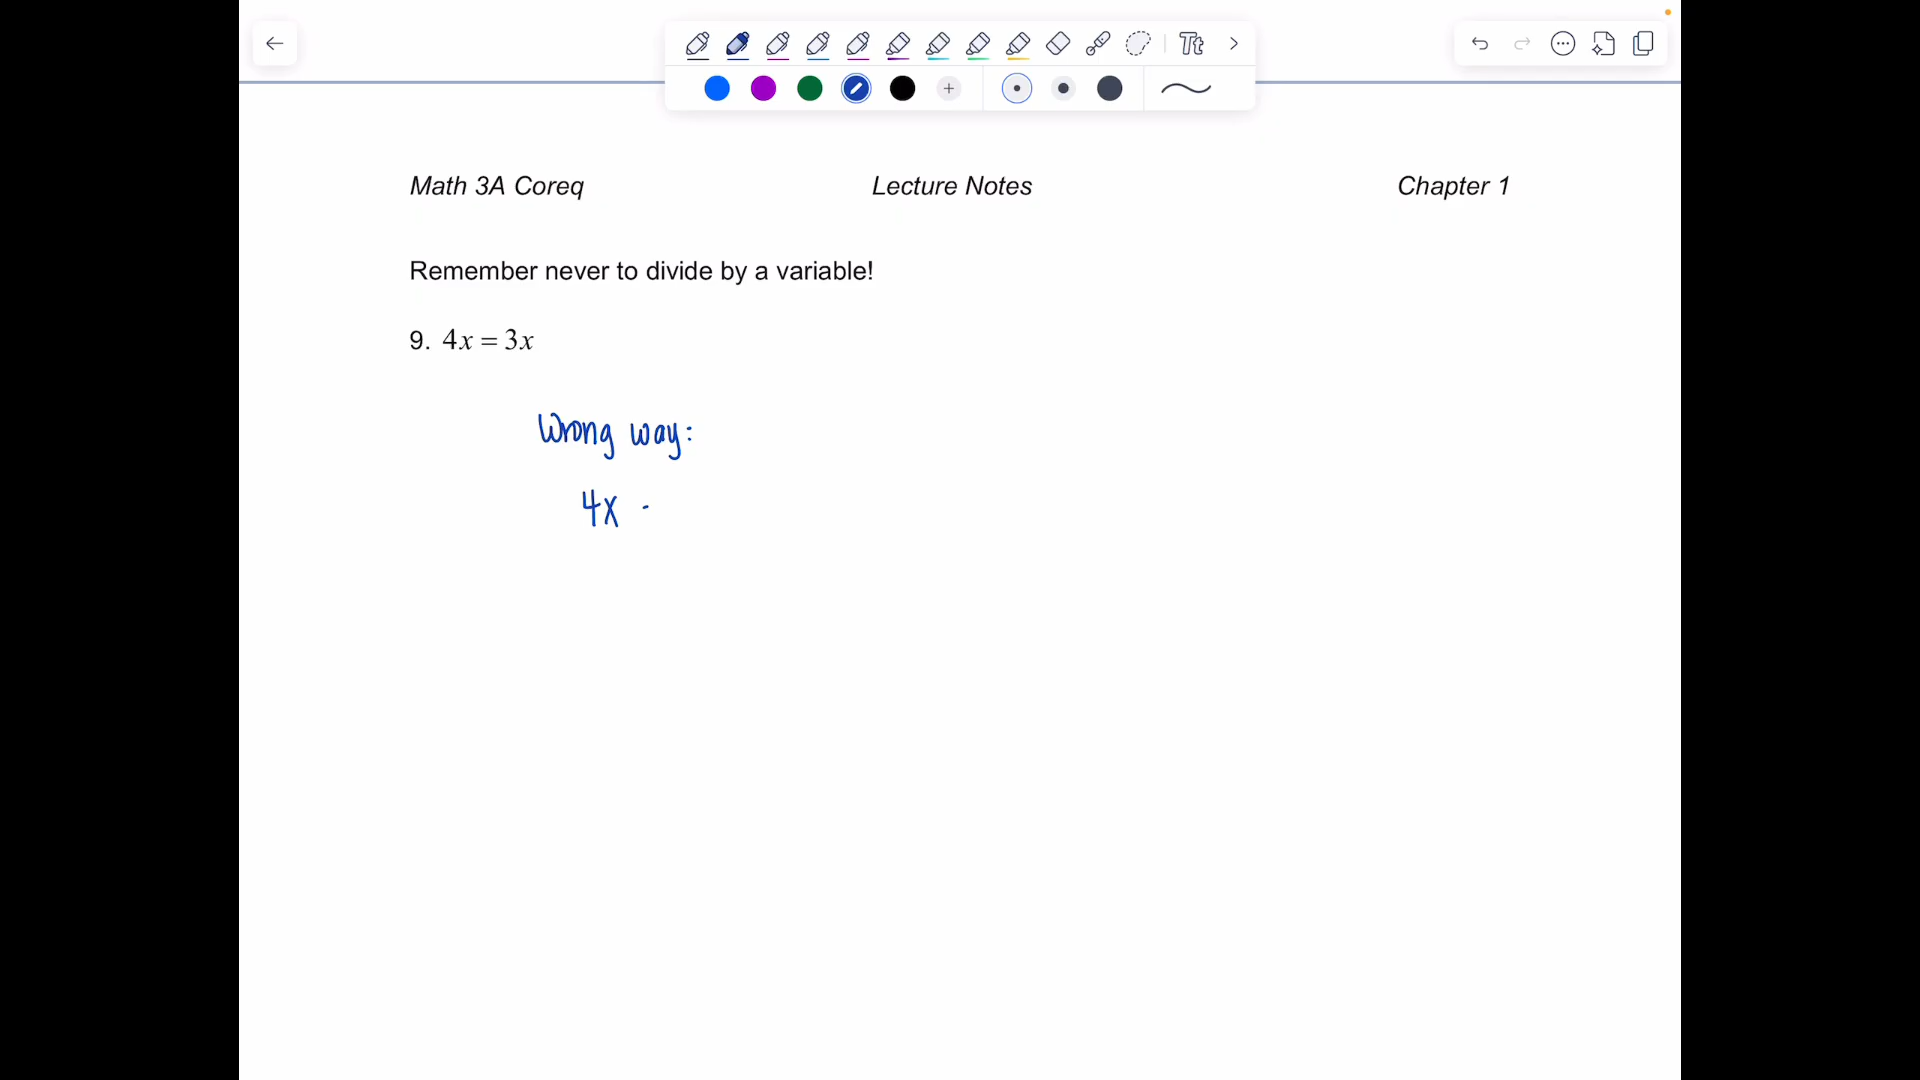 Tt
Math 3A Coreq Lecture Notes Chapter 1
Remember never to divide by a variable!
9. 4x = 3x
Wrong way:
4x -